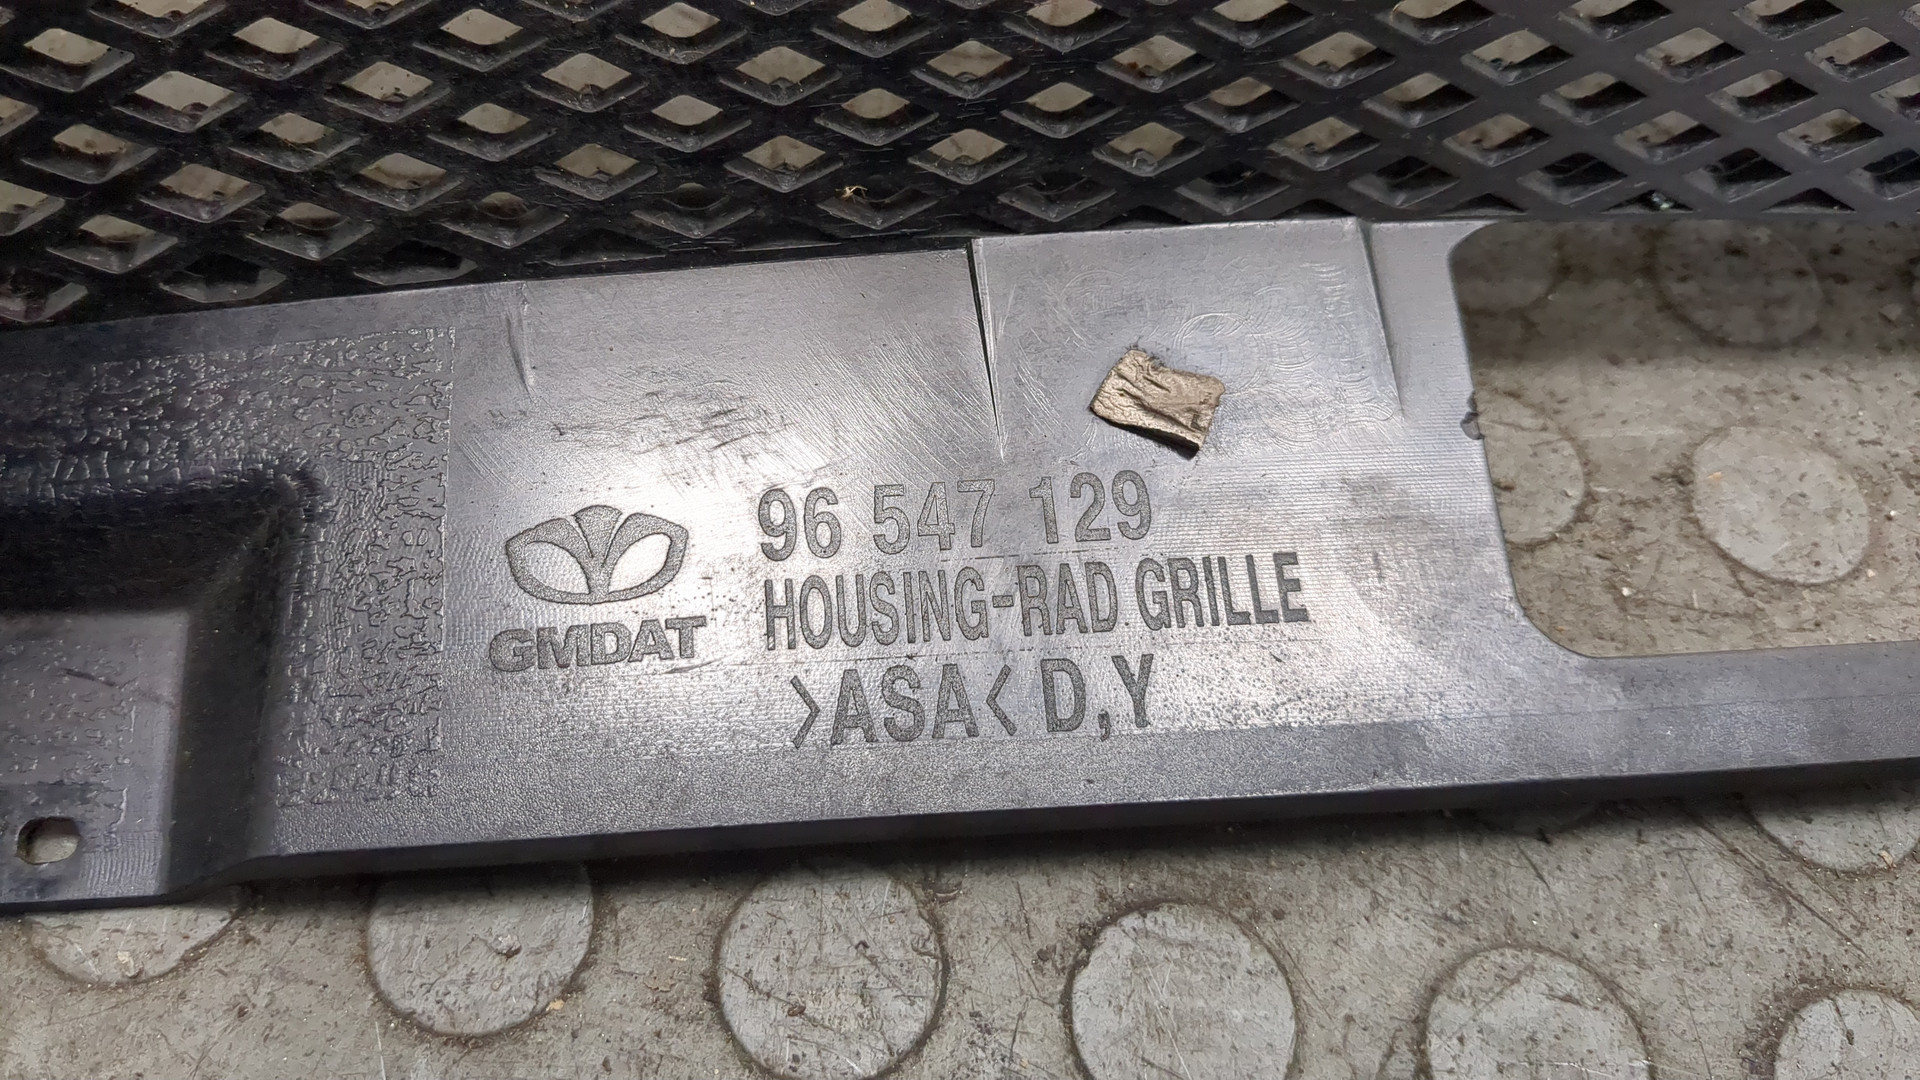 96 547 129
HOUSING-RAD GRILLE
GMDAT
>ASA< D,Y